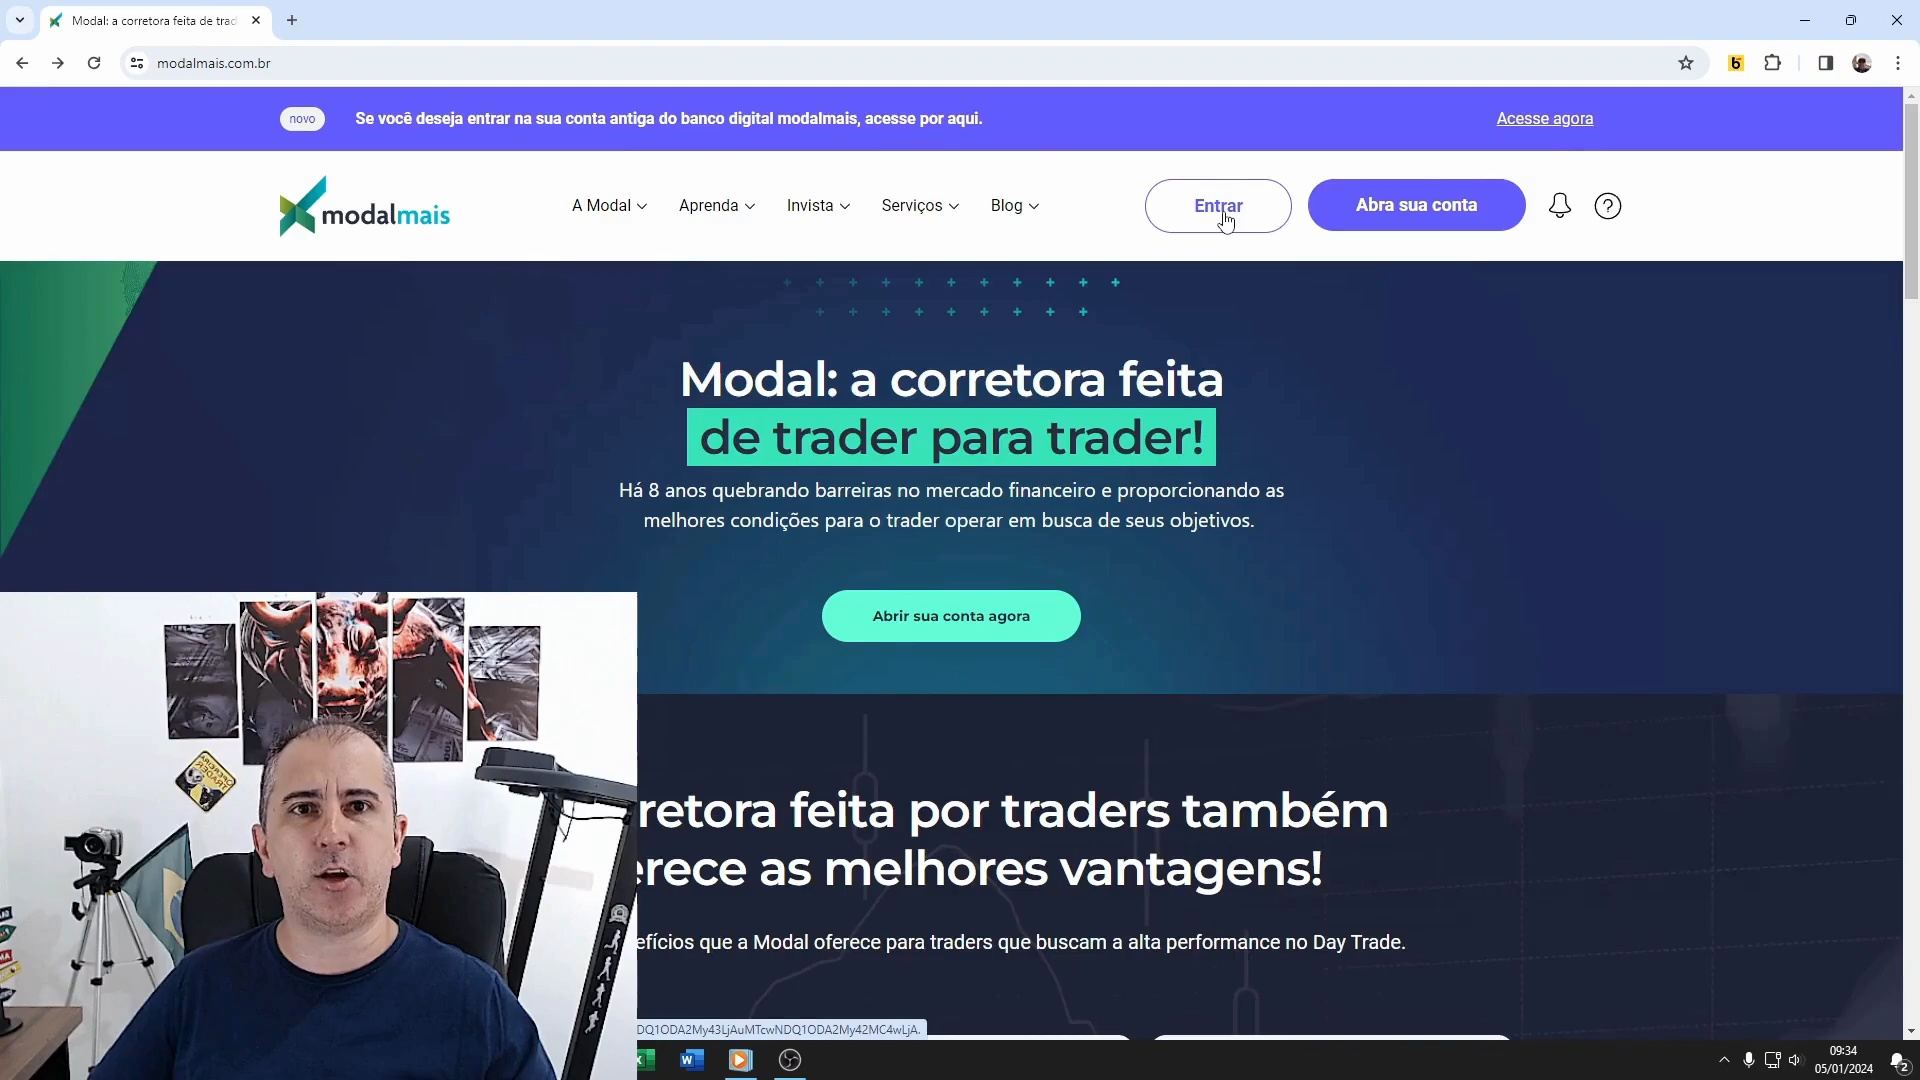 Modal: a corretora feita de trad
modalmais.com.br
novo
Se você deseja entrar na sua conta antiga do banco digital modalmais, acesse por aqui.
Acesse agora
modalmais
A Modal
Aprenda
Invista
Serviços
Blog
Entrar
Abra sua conta
Modal: a corretora feita
de trader para trader!
Há 8 anos quebrando barreiras no mercado financeiro e proporcionando as
melhores condições para o trader operar em busca de seus objetivos.
Abrir sua conta agora
retora feita por traders também
erece as melhores vantagens!
efícios que a Modal oferece para traders que buscam a alta performance no Day Trade.
09:34
05/01/2024
2